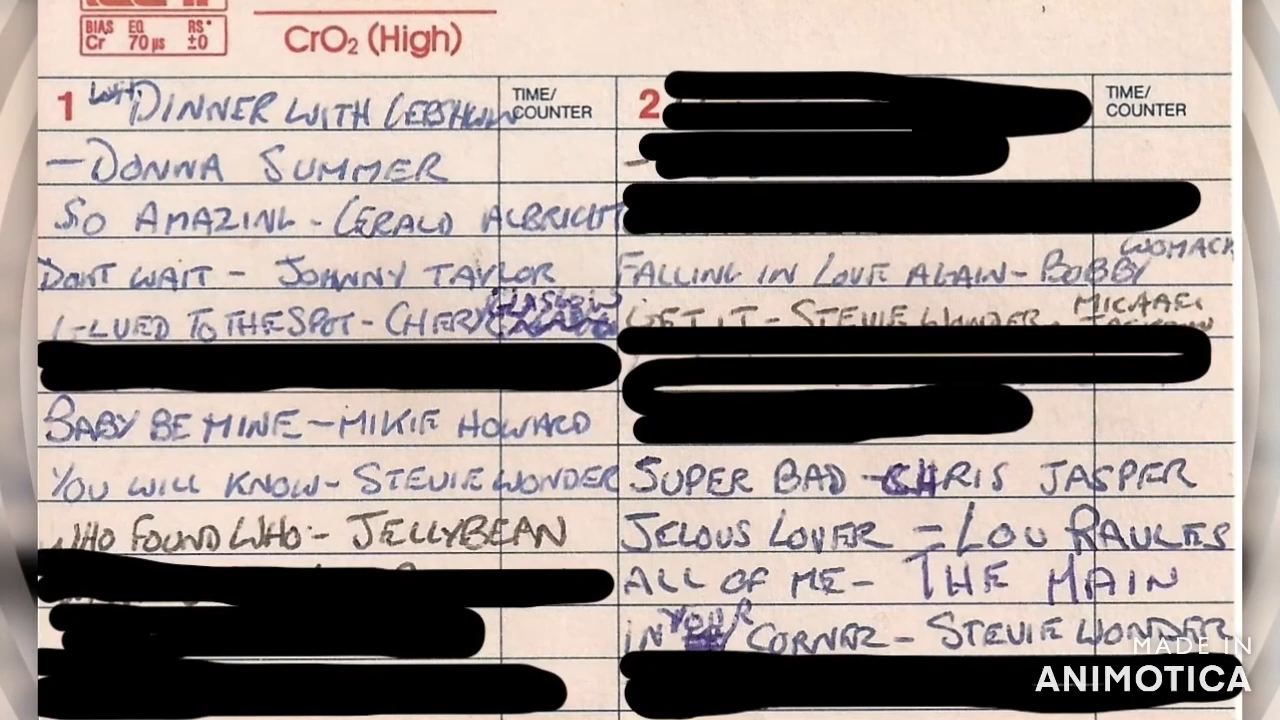 BIAS EQ RS*
Cr 70 µs ±0
CrO₂ (High)
1 DINNER WITH GERSHWIN TIME/COUNTER
— DONNA SUMMER
SO AMAZING - GERALD ALBRIGHT
DONT WAIT - JOHNNY TAYLOR
GLUED TO THE SPOT - CHERYL GLASGOW
BABY BE MINE - MIKIE HOWARD
YOU WILL KNOW - STEVIE WONDER
WHO FOUND WHO - JELLYBEAN
2 TIME/COUNTER
FALLING IN LOVE AGAIN - BOBBY WOMACK
GET IT - STEVIE WONDER MICHAEL JACKSON
SUPER BAD - CHRIS JASPER
JELOUS LOVER = LOU RAULES
ALL OF ME - THE MAIN
IN YOUR CORNER - STEVIE WONDER
MADE IN
ANIMOTICA